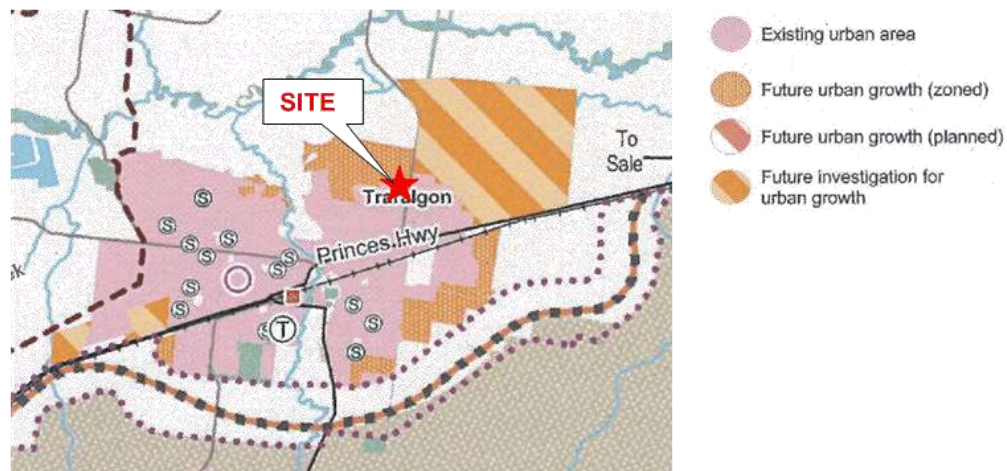 Existing urban area
SITE
Future urban growth (zoned)
To
Sale
Future urban growth (planned)
Future investigation for
urban growth
Traralgon
Princes Hwy
S
S
S
S
S
S
S
S
S
S
S
S
T